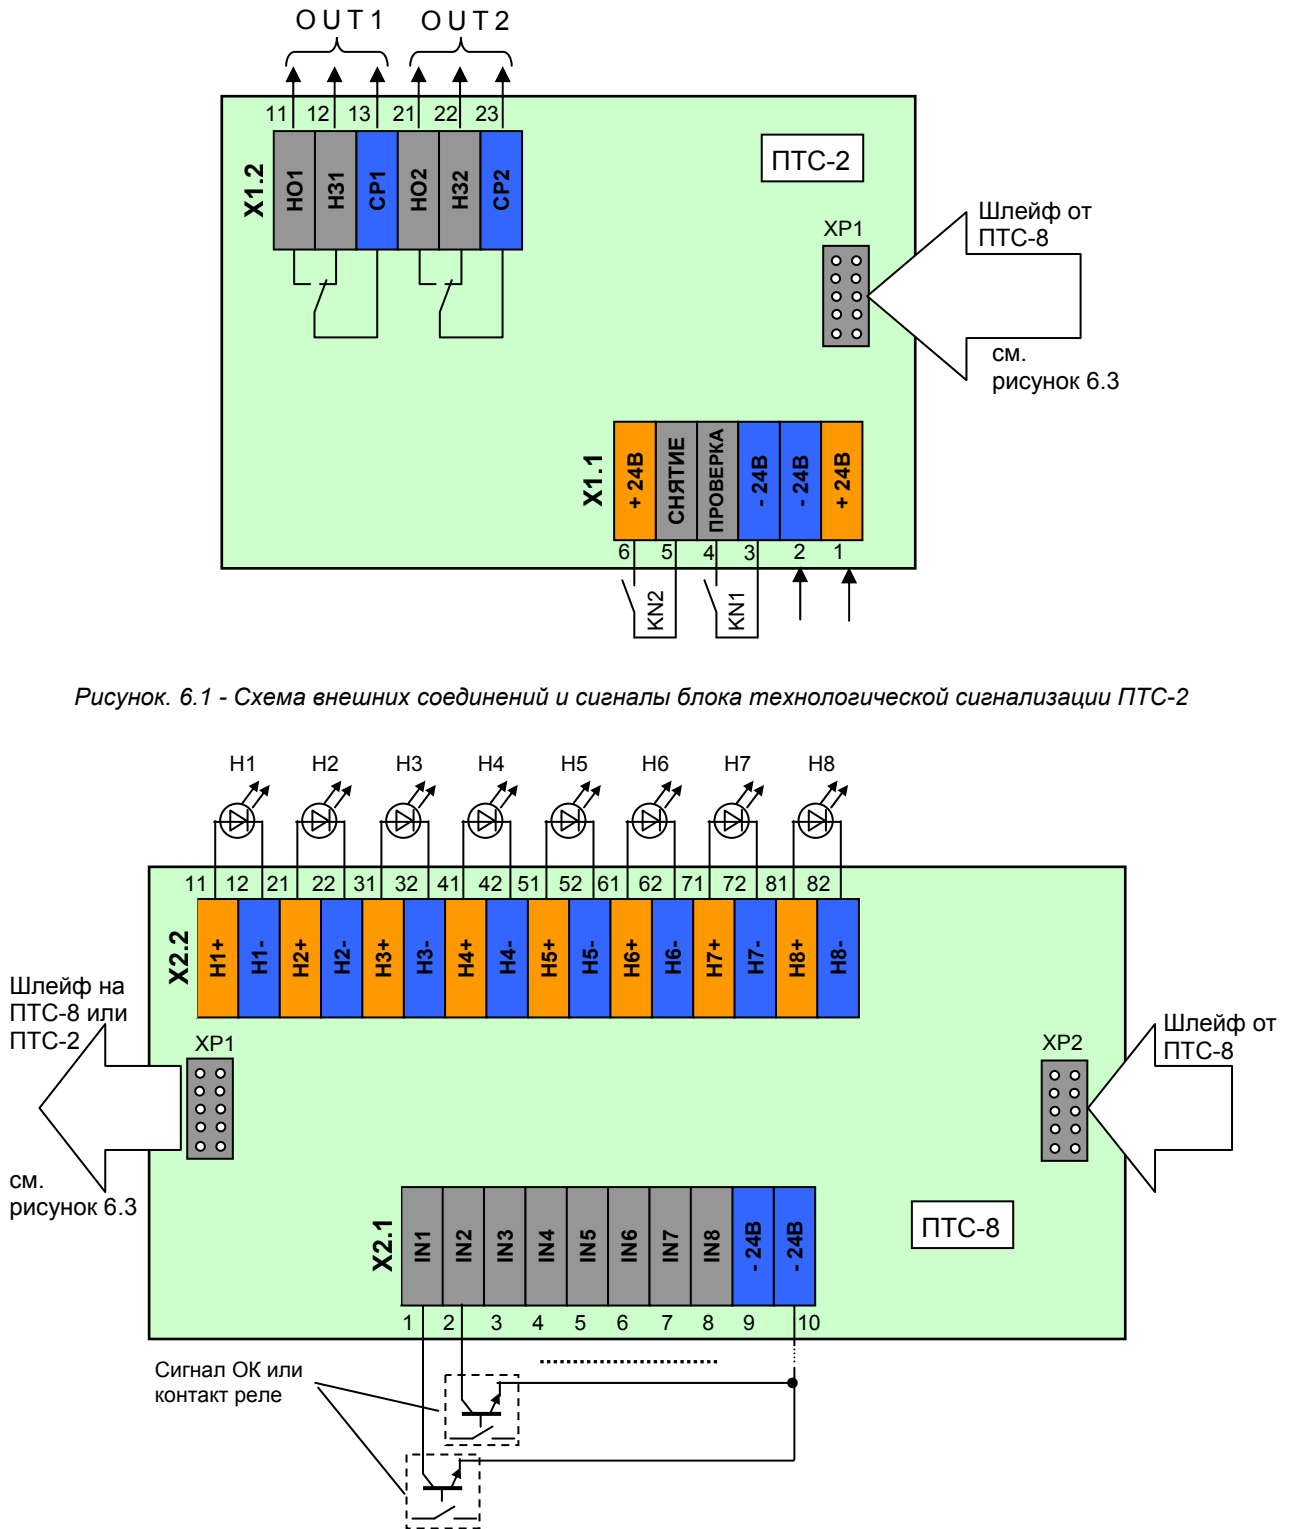 OUT1 OUT2
11 12 13 21 22 23
X1.2
НО1 НЗ1 СР1 НО2 НЗ2 СР2
ПТС-2
XP1
Шлейф от
ПТС-8
см.
рисунок 6.3
X1.1
+ 24В СНЯТИЕ ПРОВЕРКА - 24В - 24В + 24В
6 5 4 3 2 1
KN2 KN1
Рисунок. 6.1 - Схема внешних соединений и сигналы блока технологической сигнализации ПТС-2
H1 H2 H3 H4 H5 H6 H7 H8
11 12 21 22 31 32 41 42 51 52 61 62 71 72 81 82
X2.2
H1+ H1- H2+ H2- H3+ H3- H4+ H4- H5+ H5- H6+ H6- H7+ H7- H8+ H8-
Шлейф на
ПТС-8 или
ПТС-2
XP1
см.
рисунок 6.3
XP2
Шлейф от
ПТС-8
X2.1
IN1 IN2 IN3 IN4 IN5 IN6 IN7 IN8 - 24В - 24В
ПТС-8
1 2 3 4 5 6 7 8 9 10
Сигнал ОК или
контакт реле